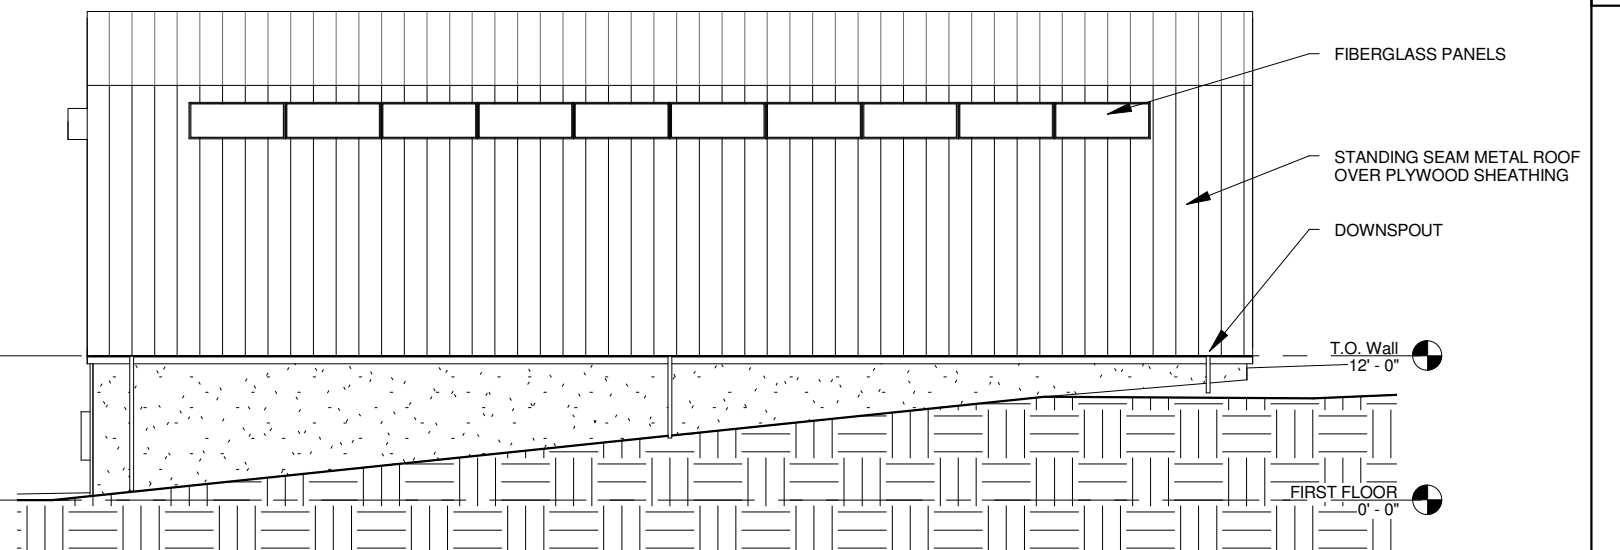 FIBERGLASS PANELS
STANDING SEAM METAL ROOF
OVER PLYWOOD SHEATHING
DOWNSPOUT
T.O. Wall
12' - 0"
FIRST FLOOR
0' - 0"